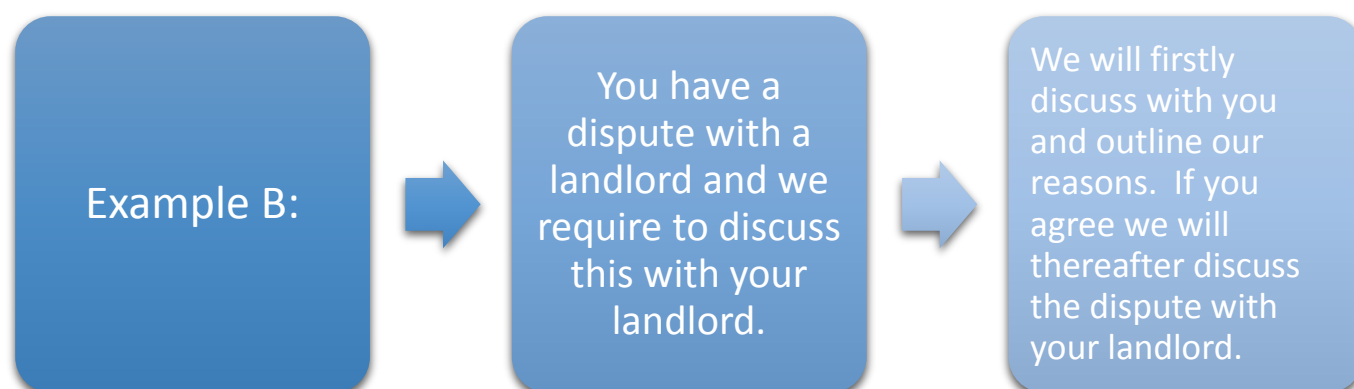 Example B:
You have a
dispute with a
landlord and we
require to discuss
this with your
landlord.
We will firstly
discuss with you
and outline our
reasons.  If you
agree we will
thereafter discuss
the dispute with
your landlord.